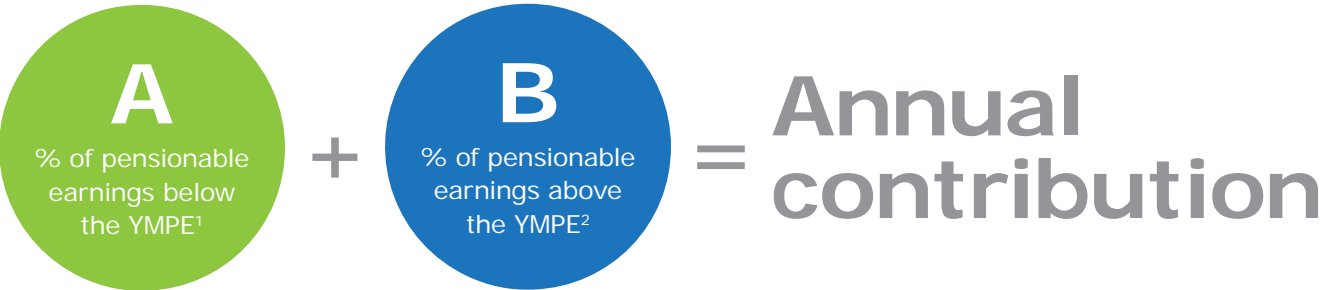 A
% of pensionable
earnings below
the YMPE¹
+
B
% of pensionable
earnings above
the YMPE²
=
Annual
contribution